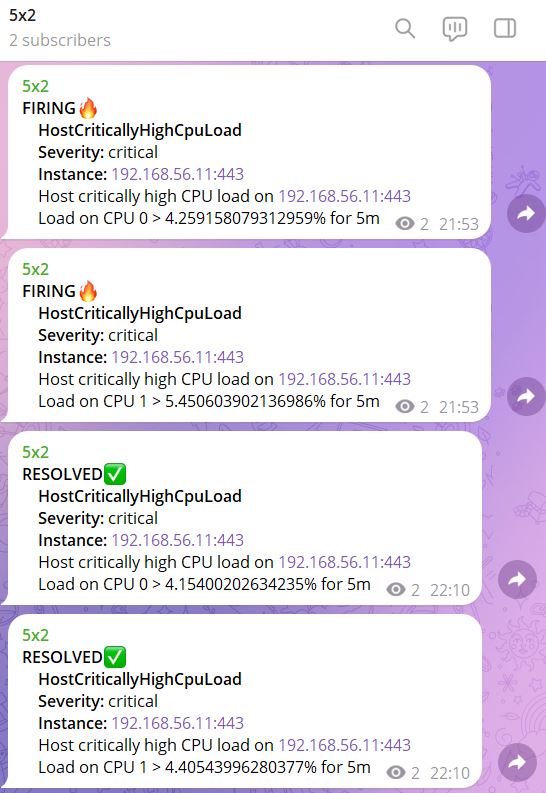 5x2
2 subscribers
5x2
FIRING🔥
HostCriticallyHighCpuLoad
Severity: critical
Instance: 192.168.56.11:443
Host critically high CPU load on 192.168.56.11:443
Load on CPU 0 > 4.259158079312959% for 5m
2 21:53
5x2
FIRING🔥
HostCriticallyHighCpuLoad
Severity: critical
Instance: 192.168.56.11:443
Host critically high CPU load on 192.168.56.11:443
Load on CPU 1 > 5.450603902136986% for 5m
2 21:53
5x2
RESOLVED✅
HostCriticallyHighCpuLoad
Severity: critical
Instance: 192.168.56.11:443
Host critically high CPU load on 192.168.56.11:443
Load on CPU 0 > 4.15400202634235% for 5m
2 22:10
5x2
RESOLVED✅
HostCriticallyHighCpuLoad
Severity: critical
Instance: 192.168.56.11:443
Host critically high CPU load on 192.168.56.11:443
Load on CPU 1 > 4.40543996280377% for 5m
2 22:10